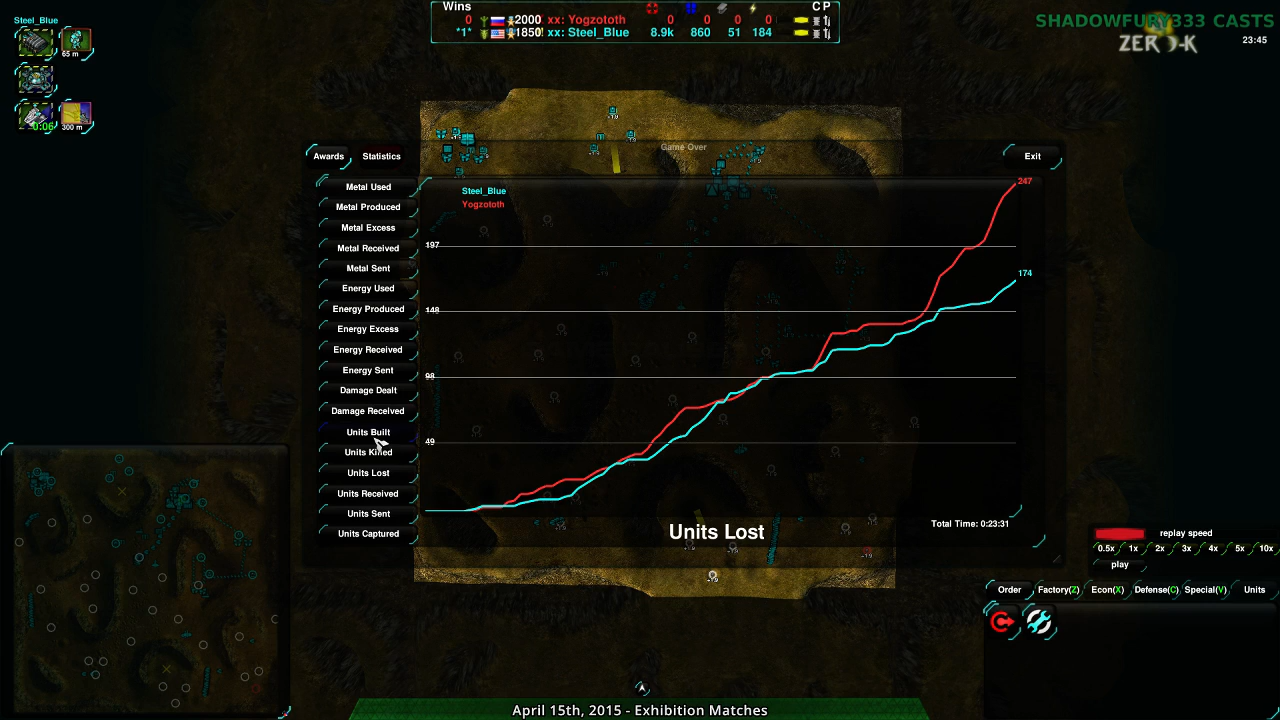 Steel_Blue
65 m
0:06
300 m
Wins
C P
0 2000 xx: Yogzototh 0 0 0 0
*1* 1850! xx: Steel_Blue 8.9k 860 51 184
SHADOWFURY333 CASTS
ZERO-K
23:45
Game Over
Awards
Statistics
Exit
Metal Used
Metal Produced
Metal Excess
Metal Received
Metal Sent
Energy Used
Energy Produced
Energy Excess
Energy Received
Energy Sent
Damage Dealt
Damage Received
Units Built
Units Killed
Units Lost
Units Received
Units Sent
Units Captured
Steel_Blue
Yogzototh
247
197
174
148
98
49
Units Lost
Total Time: 0:23:31
replay speed
0.5x 1x 2x 3x 4x 5x 10x
play
Order Factory(Z) Econ(X) Defense(C) Special(V) Units
April 15th, 2015 - Exhibition Matches